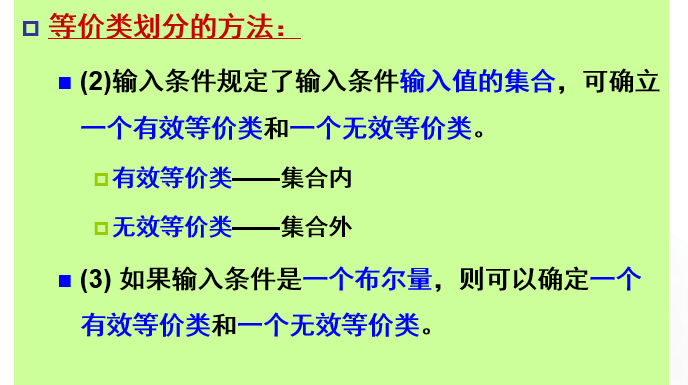 等价类划分的方法：
(2)输入条件规定了输入条件输入值的集合，可确立
一个有效等价类和一个无效等价类。
有效等价类——集合内
无效等价类——集合外
(3) 如果输入条件是一个布尔量，则可以确定一个
有效等价类和一个无效等价类。